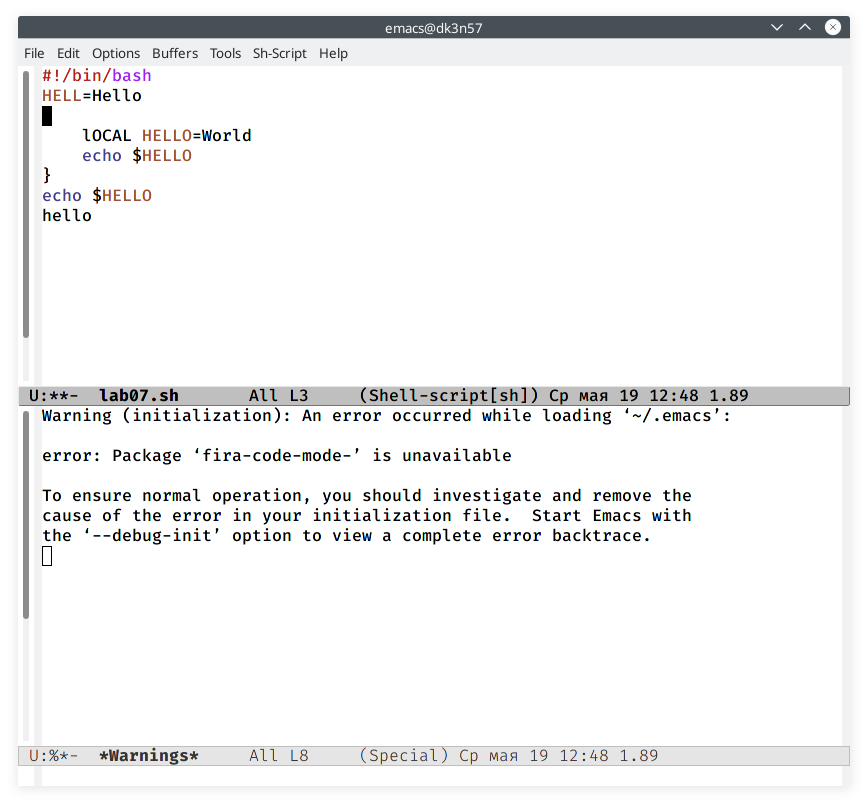 emacs@dk3n57
File Edit Options Buffers Tools Sh-Script Help
#!/bin/bash
HELL=Hello
lOCAL HELLO=World
echo $HELLO
}
echo $HELLO
hello
U:**- lab07.sh All L3 (Shell-script[sh]) Ср мая 19 12:48 1.89
Warning (initialization): An error occurred while loading ‘~/.emacs’:
error: Package ‘fira-code-mode-’ is unavailable
To ensure normal operation, you should investigate and remove the
cause of the error in your initialization file. Start Emacs with
the ‘--debug-init’ option to view a complete error backtrace.
U:%*- *Warnings* All L8 (Special) Ср мая 19 12:48 1.89